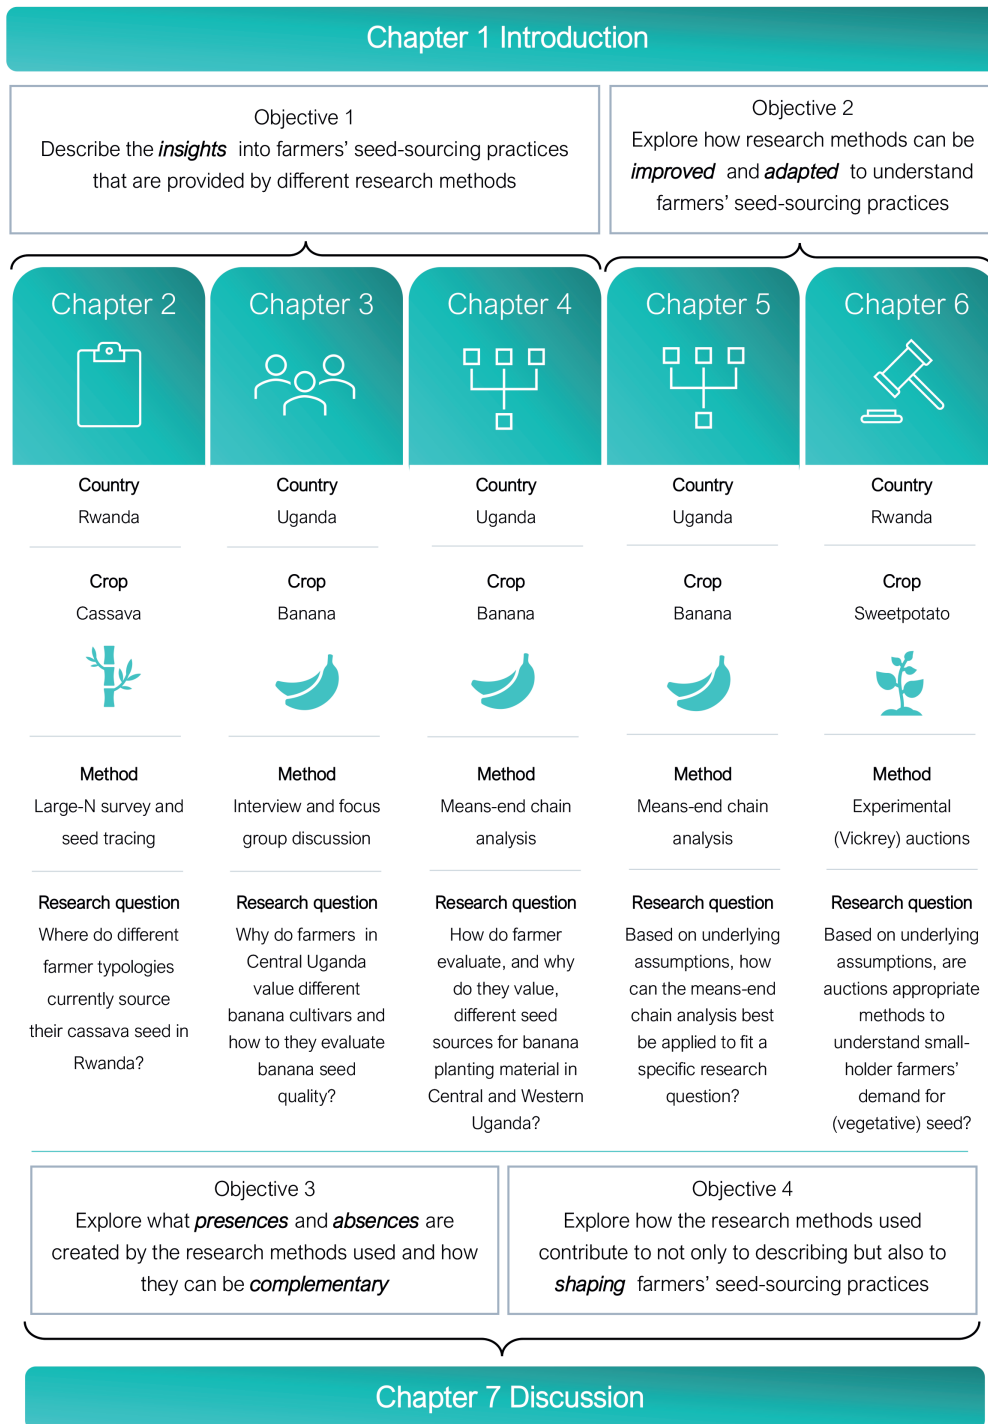 Chapter 1 Introduction
Objective 1
Describe the insights into farmers' seed-sourcing practices
that are provided by different research methods
Objective 2
Explore how research methods can be
improved and adapted to understand
farmers' seed-sourcing practices
Chapter 2
Country
Rwanda
Crop
Cassava
Method
Large-N survey and
seed tracing
Research question
Where do different
farmer typologies
currently source
their cassava seed in
Rwanda?
Chapter 3
Country
Uganda
Crop
Banana
Method
Interview and focus
group discussion
Research question
Why do farmers in
Central Uganda
value different
banana cultivars and
how to they evaluate
banana seed
quality?
Chapter 4
Country
Uganda
Crop
Banana
Method
Means-end chain
analysis
Research question
How do farmer
evaluate, and why
do they value,
different seed
sources for banana
planting material in
Central and Western
Uganda?
Chapter 5
Country
Uganda
Crop
Banana
Method
Means-end chain
analysis
Research question
Based on underlying
assumptions, how
can the means-end
chain analysis best
be applied to fit a
specific research
question?
Chapter 6
Country
Rwanda
Crop
Sweetpotato
Method
Experimental
(Vickrey) auctions
Research question
Based on underlying
assumptions, are
auctions appropriate
methods to
understand small-
holder farmers'
demand for
(vegetative) seed?
Objective 3
Explore what presences and absences are
created by the research methods used and how
they can be complementary
Objective 4
Explore how the research methods used
contribute to not only to describing but also to
shaping farmers' seed-sourcing practices
Chapter 7 Discussion